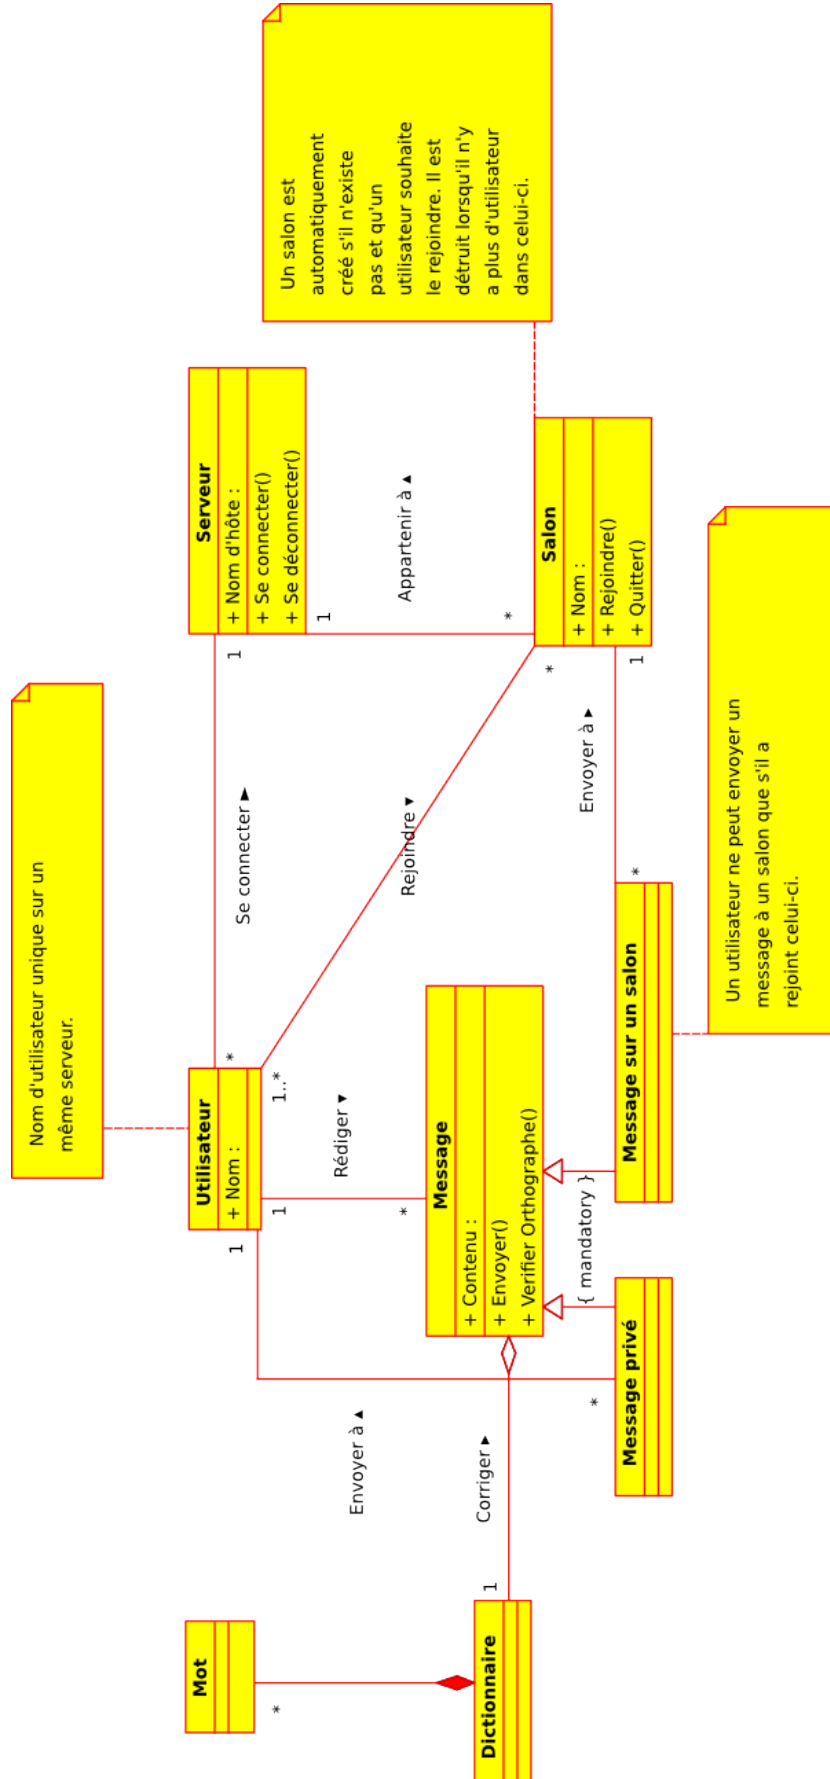 Nom d'utilisateur unique sur un
même serveur.
Mot
*
Envoyer à ▲
1
*
Utilisateur
+ Nom :
*
1..*
1
Se connecter ►
Serveur
+ Nom d'hôte :
+ Se connecter()
+ Se déconnecter()
1
1
Rédiger ▼
*
Rejoindre ▼
Appartenir à ▲
*
*
Un salon est
automatiquement
créé s'il n'existe
pas et qu'un
utilisateur souhaite
le rejoindre. Il est
détruit lorsqu'il n'y
a plus d'utilisateur
dans celui-ci.
Dictionnaire
1
Corriger ►
Message
+ Contenu :
+ Envoyer()
+ Verifier Orthographe()
{ mandatory }
Message privé
Message sur un salon
*
Envoyer à ►
1
Salon
+ Nom :
+ Rejoindre()
+ Quitter()
Un utilisateur ne peut envoyer un
message à un salon que s'il a
rejoint celui-ci.